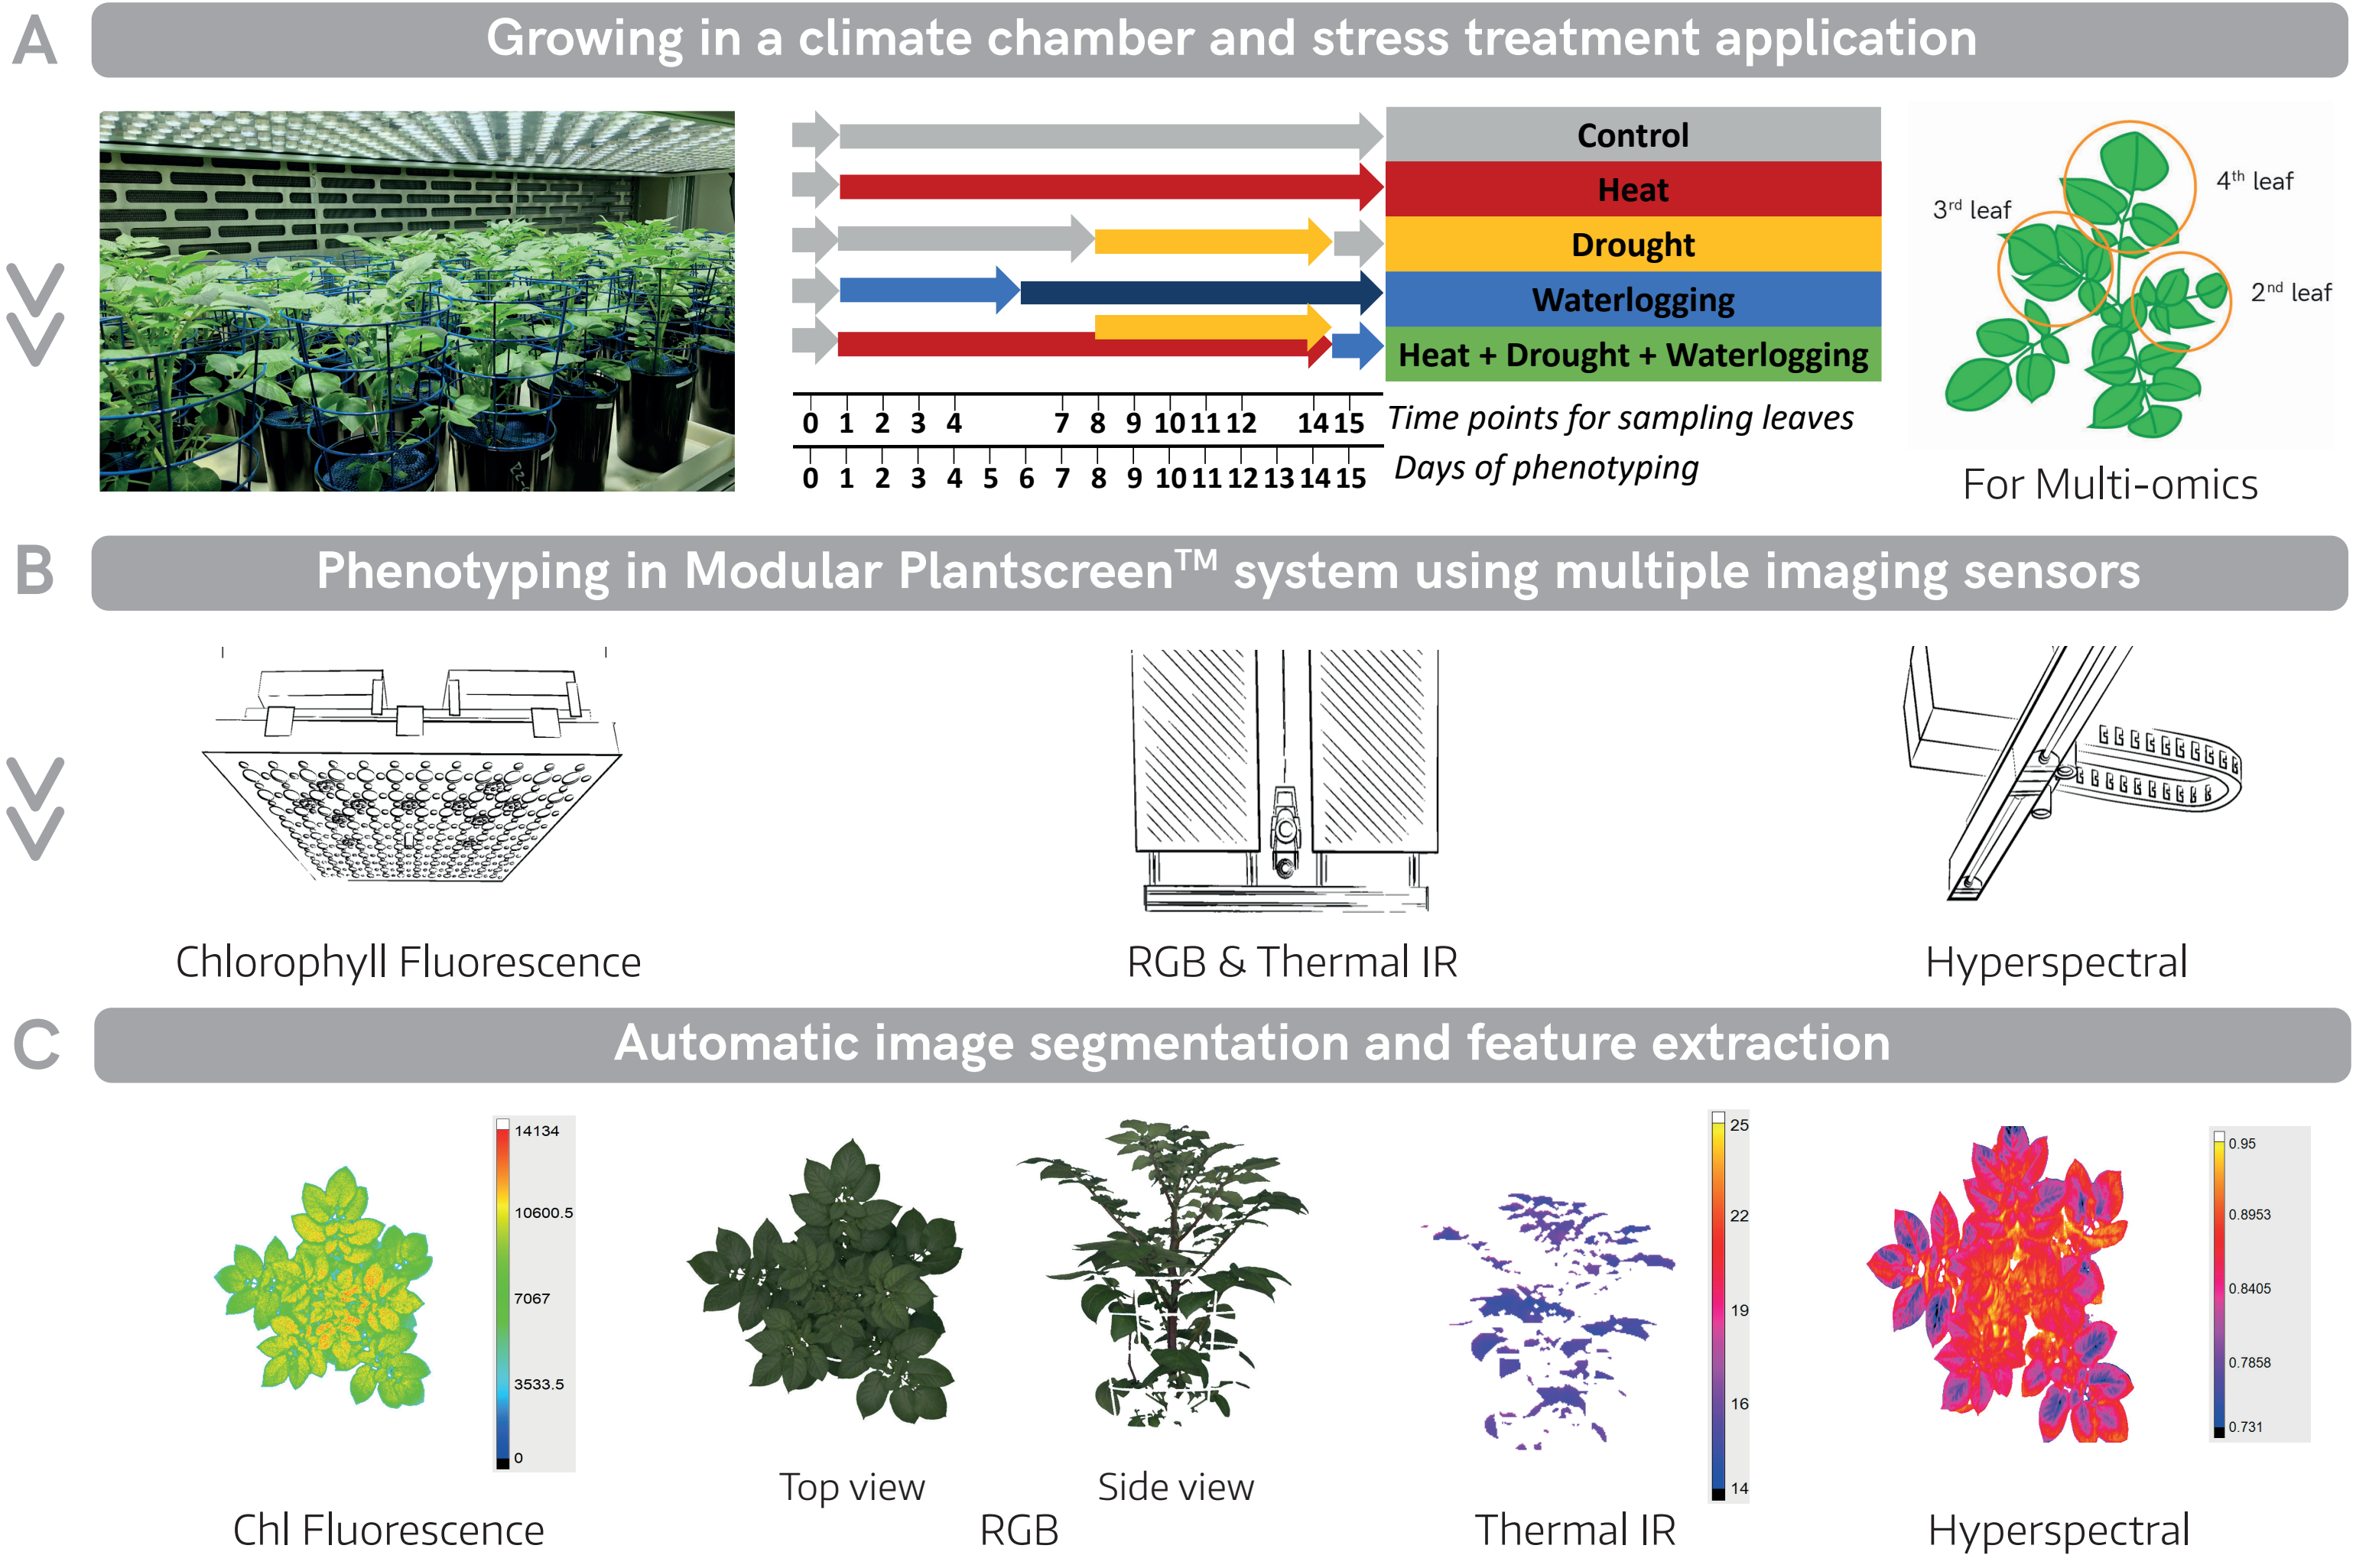 A
Growing in a climate chamber and stress treatment application
Control
Heat
Drought
Waterlogging
Heat + Drought + Waterlogging
0 1 2 3 4 7 8 9 10 11 12 14 15 Time points for sampling leaves
0 1 2 3 4 5 6 7 8 9 10 11 12 13 14 15 Days of phenotyping
4th leaf
3rd leaf
2nd leaf
For Multi-omics
B
Phenotyping in Modular Plantscreen™ system using multiple imaging sensors
Chlorophyll Fluorescence
RGB & Thermal IR
Hyperspectral
C
Automatic image segmentation and feature extraction
14134
10600.5
7067
3533.5
0
Chl Fluorescence
Top view
Side view
RGB
25
22
19
16
14
Thermal IR
0.95
0.8953
0.8405
0.7858
0.731
Hyperspectral